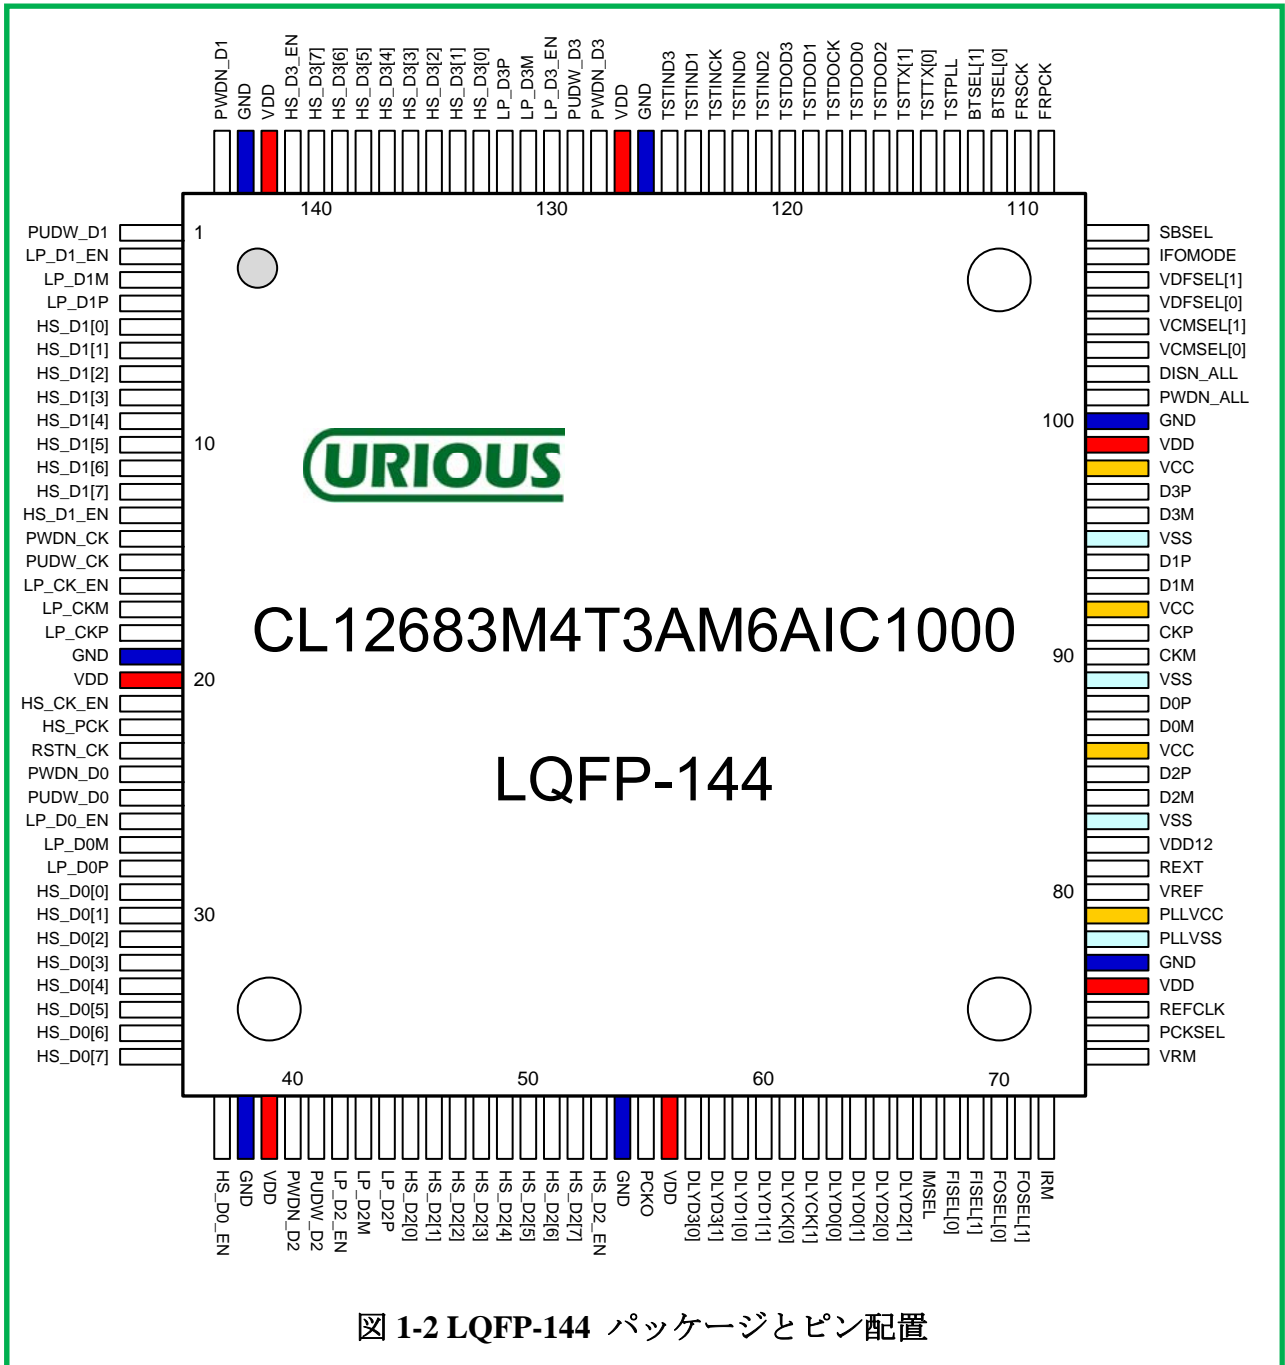 PWDN_D1
GND
VDD
HS_D3_EN
HS_D3[7]
HS_D3[6]
HS_D3[5]
HS_D3[4]
HS_D3[3]
HS_D3[2]
HS_D3[1]
HS_D3[0]
LP_D3P
LP_D3M
LP_D3_EN
PUDW_D3
PWDN_D3
VDD
GND
TSTIND3
TSTIND1
TSTINCK
TSTIND0
TSTIND2
TSTDOD3
TSTDOD1
TSTDOCK
TSTDOD0
TSTDOD2
TSTTX[1]
TSTTX[0]
TSTPLL
BTSEL[1]
BTSEL[0]
FRSCK
FRPCK
140
130
120
110
PUDW_D1
LP_D1_EN
LP_D1M
LP_D1P
HS_D1[0]
HS_D1[1]
HS_D1[2]
HS_D1[3]
HS_D1[4]
HS_D1[5]
HS_D1[6]
HS_D1[7]
HS_D1_EN
PWDN_CK
PUDW_CK
LP_CK_EN
LP_CKM
LP_CKP
GND
VDD
HS_CK_EN
HS_PCK
RSTN_CK
PWDN_D0
PUDW_D0
LP_D0_EN
LP_D0M
LP_D0P
HS_D0[0]
HS_D0[1]
HS_D0[2]
HS_D0[3]
HS_D0[4]
HS_D0[5]
HS_D0[6]
HS_D0[7]
1
10
20
30
CURIOUS
CL12683M4T3AM6AIC1000
LQFP-144
100
90
80
SBSEL
IFOMODE
VDFSEL[1]
VDFSEL[0]
VCMSEL[1]
VCMSEL[0]
DISN_ALL
PWDN_ALL
GND
VDD
VCC
D3P
D3M
VSS
D1P
D1M
VCC
CKP
CKM
VSS
D0P
D0M
VCC
D2P
D2M
VSS
VDD12
REXT
VREF
PLLVCC
PLLVSS
GND
VDD
REFCLK
PCKSEL
VRM
40
50
60
70
HS_D0_EN
GND
VDD
PWDN_D2
PUDW_D2
LP_D2_EN
LP_D2M
LP_D2P
HS_D2[0]
HS_D2[1]
HS_D2[2]
HS_D2[3]
HS_D2[4]
HS_D2[5]
HS_D2[6]
HS_D2[7]
HS_D2_EN
GND
PCKO
VDD
DLYD3[0]
DLYD3[1]
DLYD1[0]
DLYD1[1]
DLYCK[0]
DLYCK[1]
DLYD0[0]
DLYD0[1]
DLYD2[0]
DLYD2[1]
IMSEL
FISEL[0]
FISEL[1]
FOSEL[0]
FOSEL[1]
IRM
図 1-2 LQFP-144 パッケージとピン配置